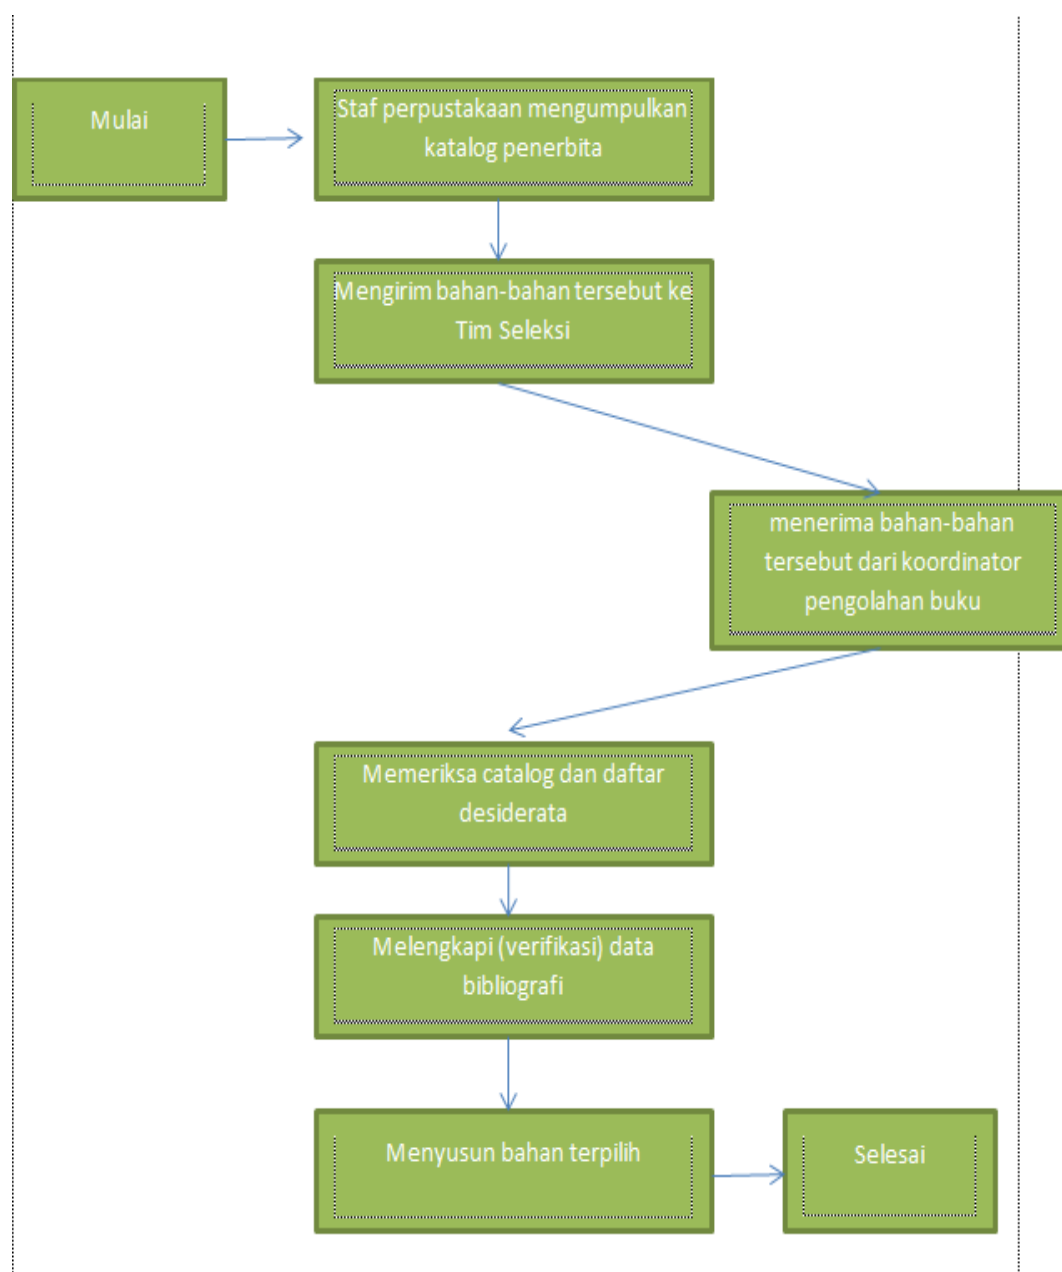 Mulai
Staf perpustakaan mengumpulkan
katalog penerbita
Mengirim bahan-bahan tersebut ke
Tim Seleksi
menerima bahan-bahan
tersebut dari koordinator
pengolahan buku
Memeriksa catalog dan daftar
desiderata
Melengkapi (verifikasi) data
bibliografi
Menyusun bahan terpilih
Selesai